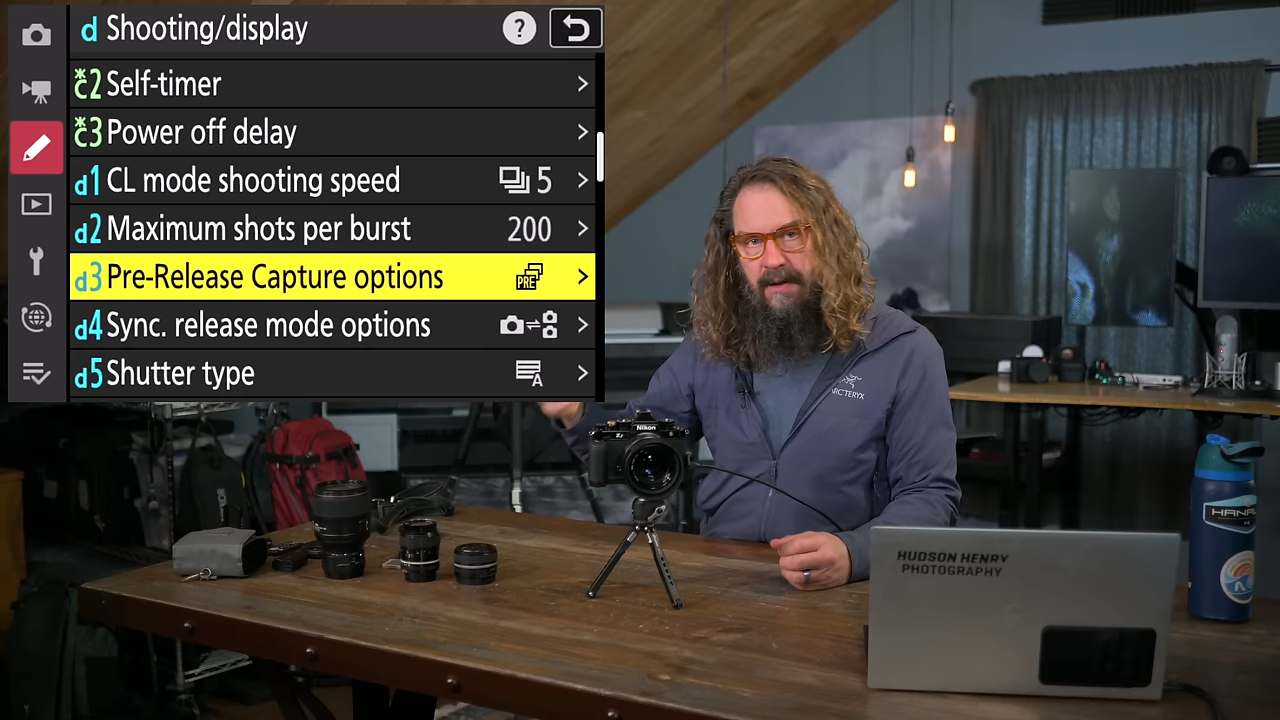 d Shooting/display ?
*c2 Self-timer
*c3 Power off delay
d1 CL mode shooting speed 5
d2 Maximum shots per burst 200
d3 Pre-Release Capture options PRE
d4 Sync. release mode options
d5 Shutter type A
ARC'TERYX
Nikon
Zf
HUDSON HENRY
PHOTOGRAPHY